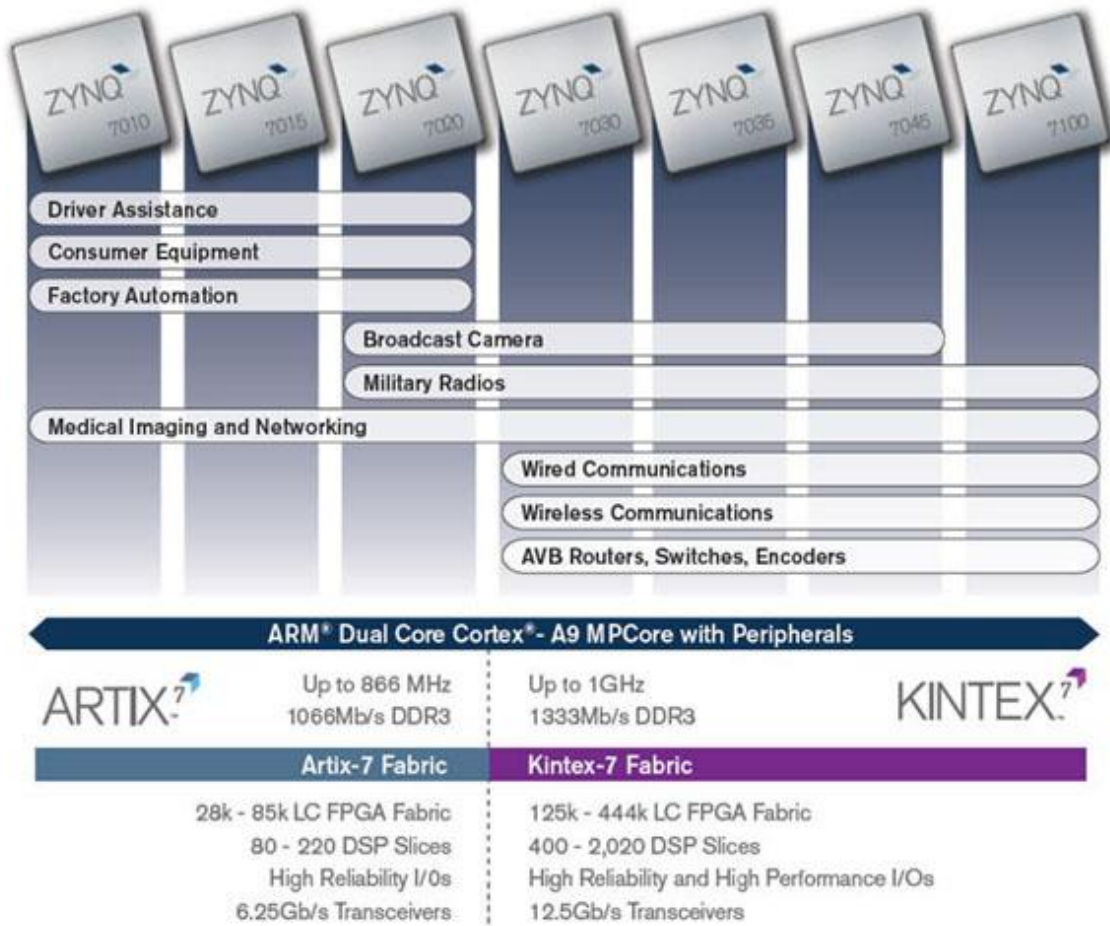 ZYNQ 7010
ZYNQ 7015
ZYNQ 7020
ZYNQ 7030
ZYNQ 7035
ZYNQ 7045
ZYNQ 7100
Driver Assistance
Consumer Equipment
Factory Automation
Broadcast Camera
Military Radios
Medical Imaging and Networking
Wired Communications
Wireless Communications
AVB Routers, Switches, Encoders
ARM® Dual Core Cortex®- A9 MPCore with Peripherals
ARTIX.7™
Up to 866 MHz
1066Mb/s DDR3
Up to 1GHz
1333Mb/s DDR3
KINTEX.7™
Artix-7 Fabric
Kintex-7 Fabric
28k - 85k LC FPGA Fabric
80 - 220 DSP Slices
High Reliability I/0s
6.25Gb/s Transceivers
125k - 444k LC FPGA Fabric
400 - 2,020 DSP Slices
High Reliability and High Performance I/Os
12.5Gb/s Transceivers